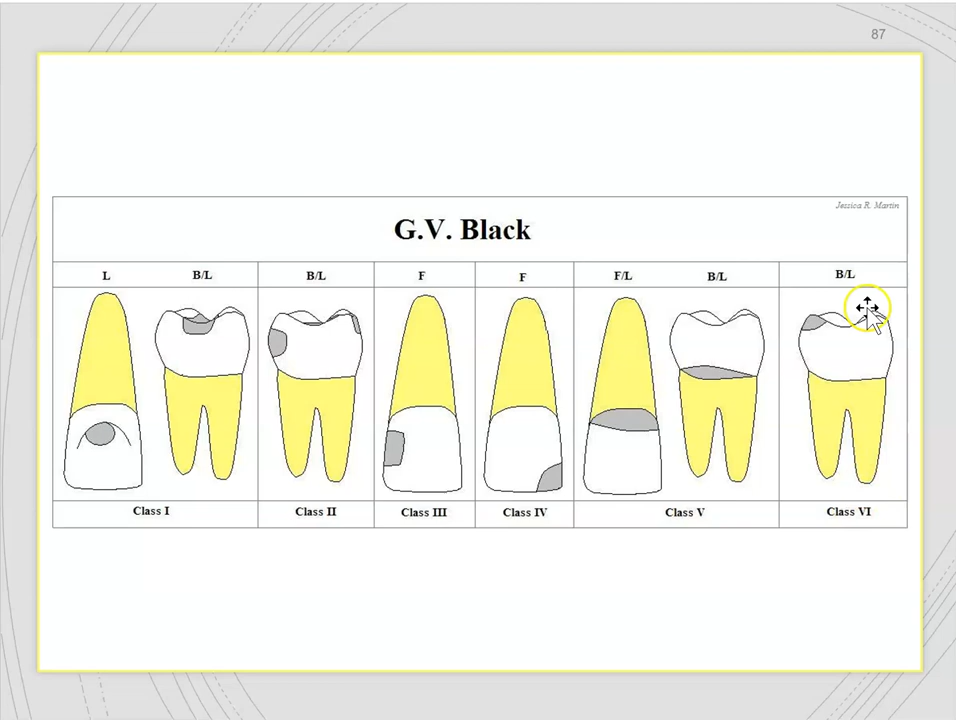 87
Jessica R. Martin
G.V. Black
L B/L B/L F F F/L B/L B/L
Class I Class II Class III Class IV Class V Class VI